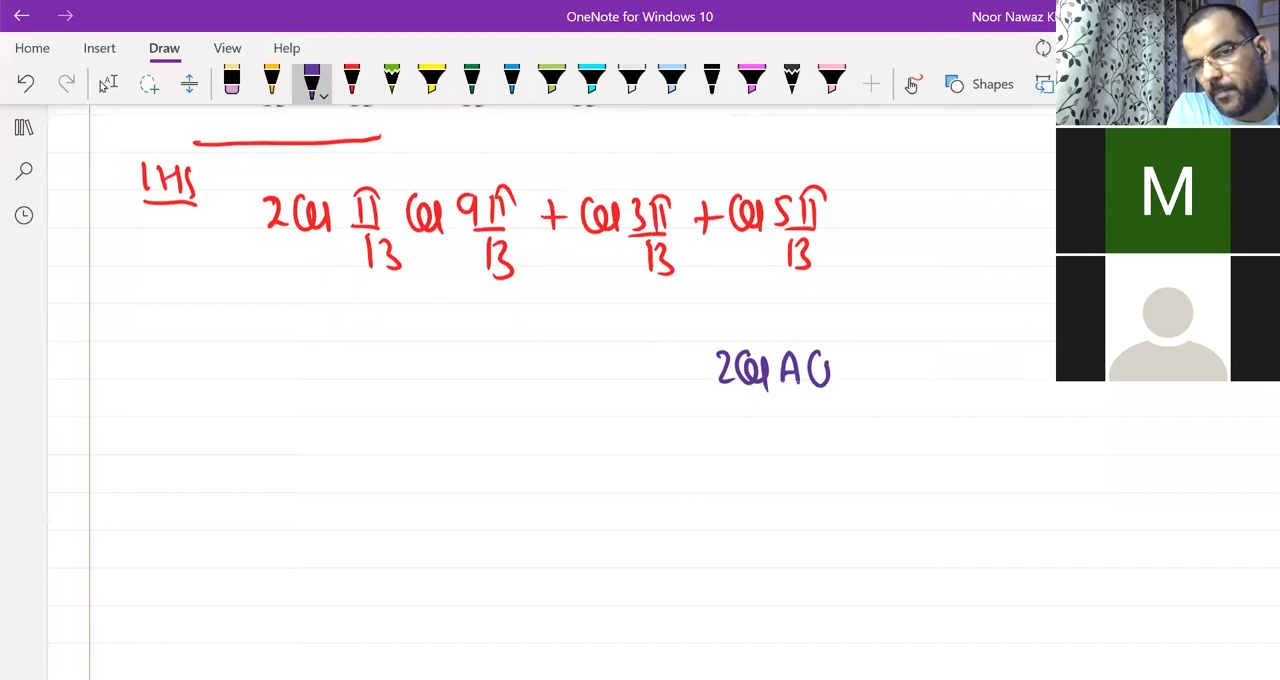 OneNote for Windows 10
Noor Nawaz K
Home Insert Draw View Help
Shapes
LHS
2Cos π/13 Cos 9π/13 + Cos 3π/13 + Cos 5π/13
2Cos A C
M